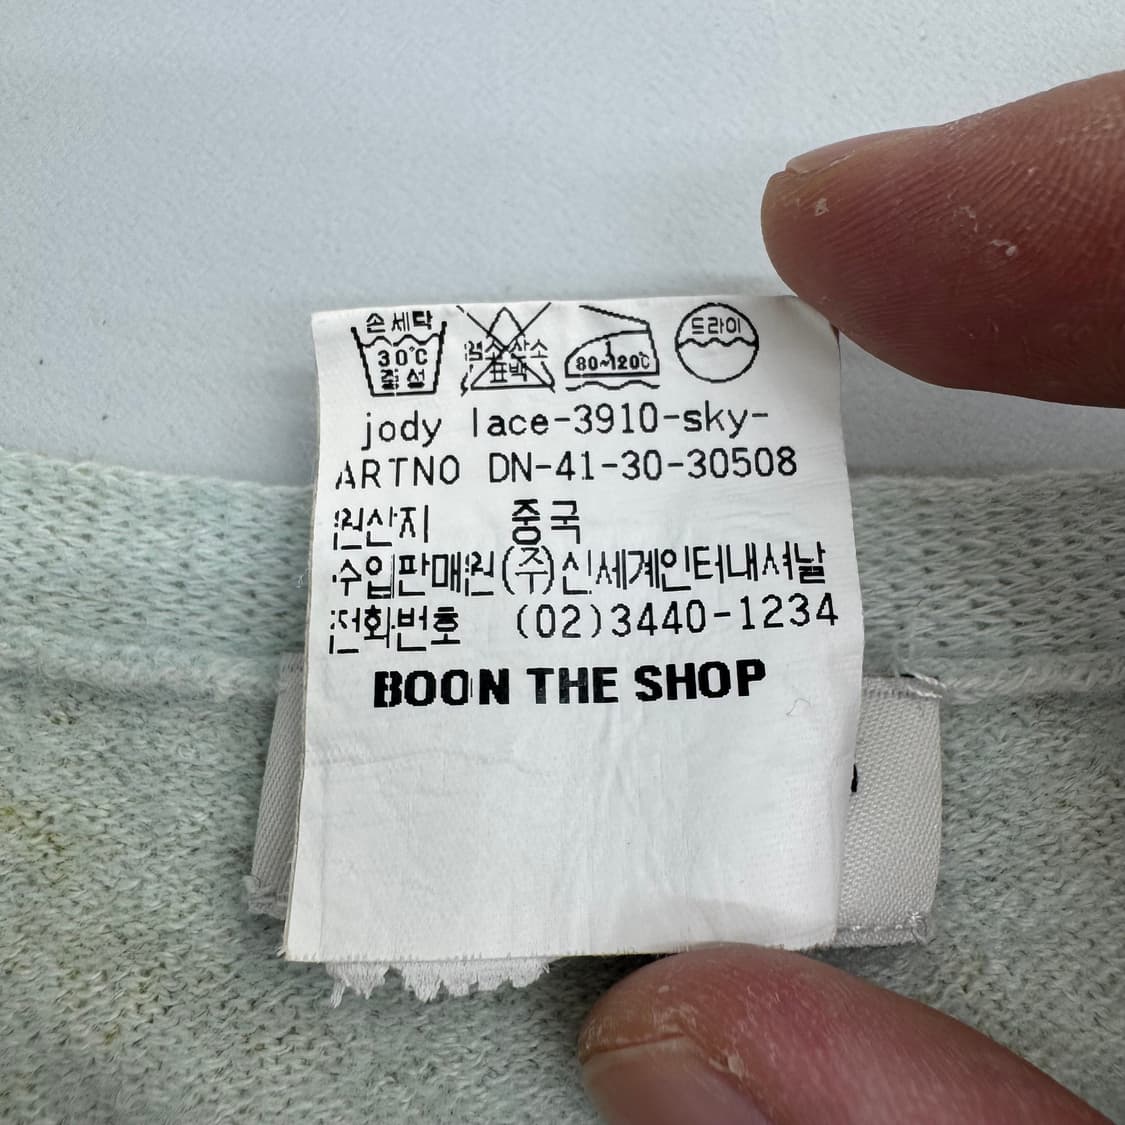 손세탁
30℃
중성
염소 산소
표백
80~120℃
드라이
jody lace-3910-sky-
ARTNO DN-41-30-30508
원산지 중국
수입판매원(주)신세계인터내셔날
전화번호 (02)3440-1234
BOON THE SHOP